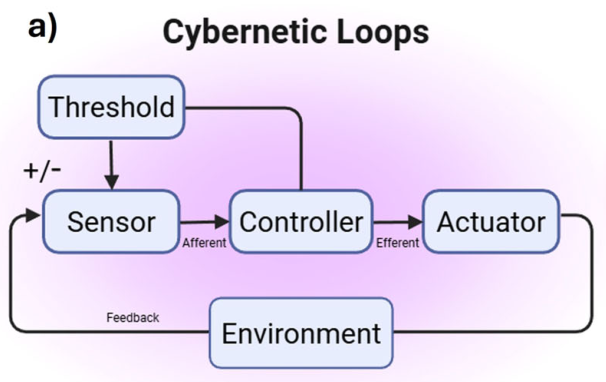 a)
Cybernetic Loops
Threshold
+/-
Sensor
Afferent
Controller
Efferent
Actuator
Feedback
Environment